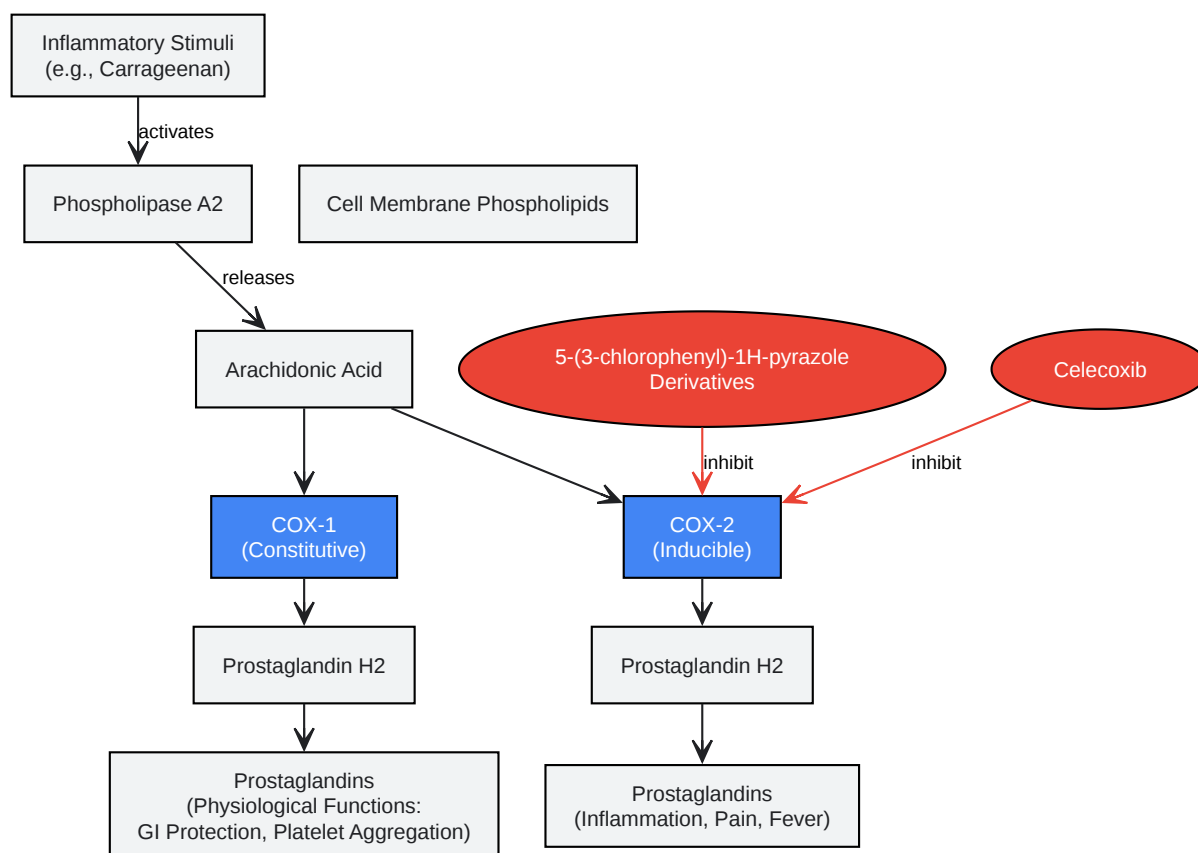 Inflammatory Stimuli
(e.g., Carrageenan)
activates
Phospholipase A2
Cell Membrane Phospholipids
releases
Arachidonic Acid
5-(3-chlorophenyl)-1H-pyrazole
Derivatives
Celecoxib
inhibit
inhibit
COX-1
(Constitutive)
COX-2
(Inducible)
Prostaglandin H2
Prostaglandin H2
Prostaglandins
(Physiological Functions:
GI Protection, Platelet Aggregation)
Prostaglandins
(Inflammation, Pain, Fever)